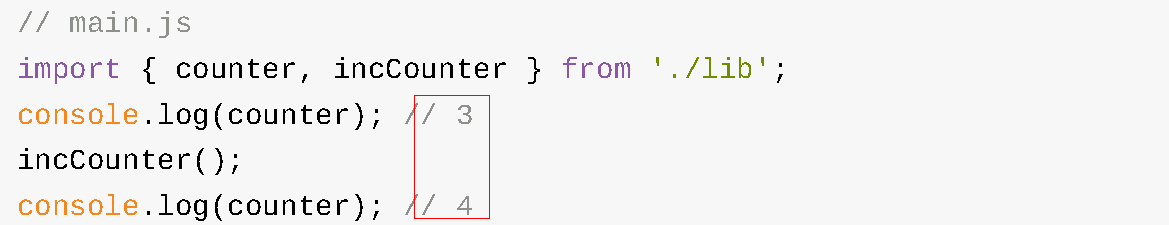 // main.js
import { counter, incCounter } from './lib';
console.log(counter); // 3
incCounter();
console.log(counter); // 4